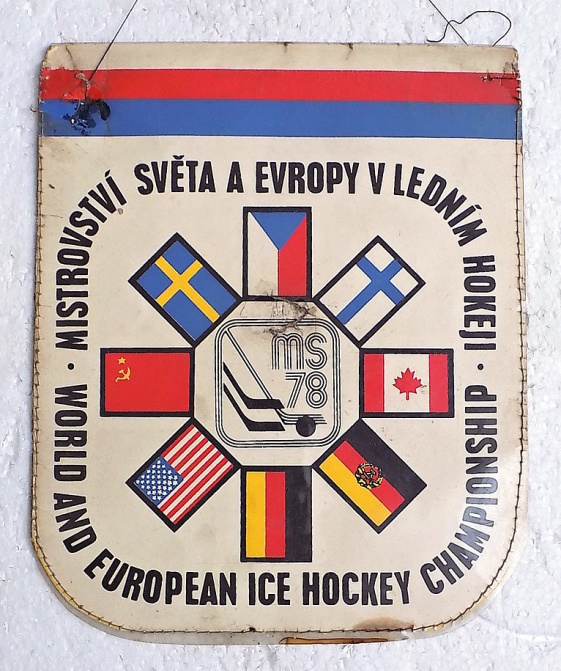 MISTROVSTVÍ SVĚTA A EVROPY V LEDNÍM HOKEJI ·
WORLD AND EUROPEAN ICE HOCKEY CHAMPIONSHIP ·
ms
78